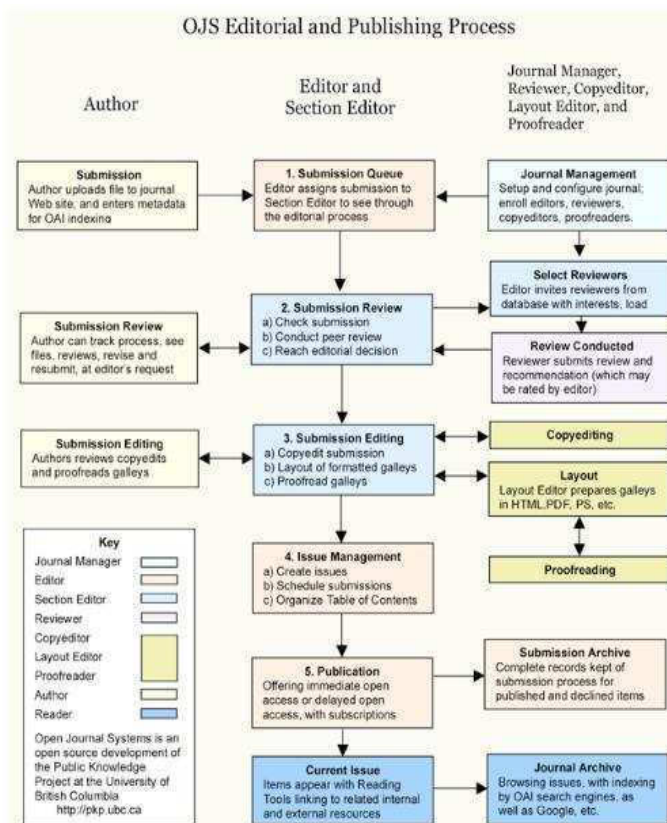 OJS Editorial and Publishing Process
Author
Editor and
Section Editor
Journal Manager,
Reviewer, Copyeditor,
Layout Editor, and
Proofreader
Submission
Author uploads file to journal
Web site, and enters metadata
for OAI indexing
1. Submission Queue
Editor assigns submission to
Section Editor to see through
the editorial process
Journal Management
Setup and configure journal;
enroll editors, reviewers,
copyeditors, proofreaders.
Select Reviewers
Editor invites reviewers from
database with interests, load
Submission Review
Author can track process, see
files, reviews, revise and
resubmit, at editor's request
2. Submission Review
a) Check submission
b) Conduct peer review
c) Reach editorial decision
Review Conducted
Reviewer submits review and
recommendation (which may
be rated by editor)
Submission Editing
Authors reviews copyedits
and proofreads galleys
3. Submission Editing
a) Copyedit submission
b) Layout of formatted galleys
c) Proofread galleys
Copyediting
Layout
Layout Editor prepares galleys
in HTML,PDF, PS, etc.
Proofreading
Key
Journal Manager
Editor
Section Editor
Reviewer
Copyeditor
Layout Editor
Proofreader
Author
Reader
Open Journal Systems is an
open source development of
the Public Knowledge
Project at the University of
British Columbia
http://pkp.ubc.ca
4. Issue Management
a) Create issues
b) Schedule submissions
c) Organize Table of Contents
5. Publication
Offering immediate open
access or delayed open
access, with subscriptions
Submission Archive
Complete records kept of
submission process for
published and declined items
Current Issue
Items appear with Reading
Tools linking to related internal
and external resources
Journal Archive
Browsing issues, with indexing
by OAI search engines, as
well as Google, etc.